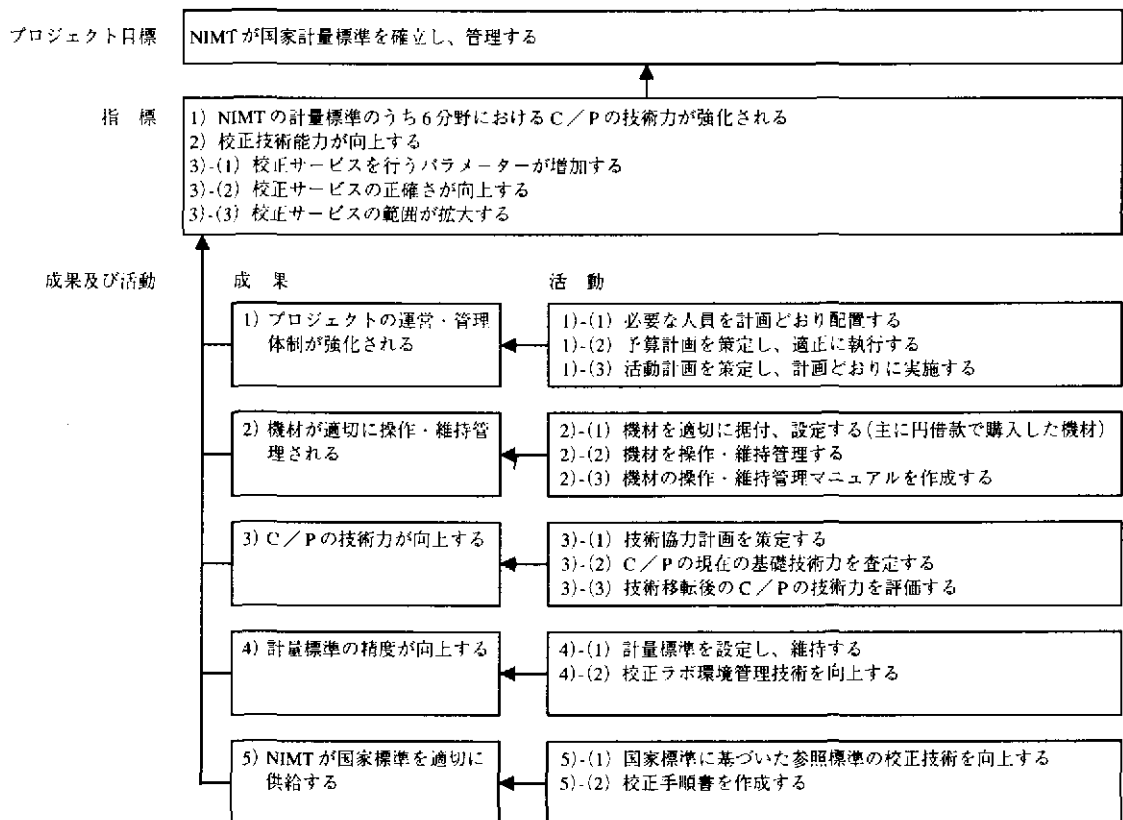 プロジェクト目標
NIMTが国家計量標準を確立し、管理する
指 標
1) NIMTの計量標準のうち6分野におけるC/Pの技術力が強化される
2) 校正技術能力が向上する
3)-(1) 校正サービスを行うパラメーターが増加する
3)-(2) 校正サービスの正確さが向上する
3)-(3) 校正サービスの範囲が拡大する
成果及び活動
成 果
活 動
1) プロジェクトの運営・管理
体制が強化される
1)-(1) 必要な人員を計画どおり配置する
1)-(2) 予算計画を策定し、適正に執行する
1)-(3) 活動計画を策定し、計画どおりに実施する
2) 機材が適切に操作・維持管
理される
2)-(1) 機材を適切に据付、設定する(主に円借款で購入した機材)
2)-(2) 機材を操作・維持管理する
2)-(3) 機材の操作・維持管理マニュアルを作成する
3) C/Pの技術力が向上する
3)-(1) 技術協力計画を策定する
3)-(2) C/Pの現在の基礎技術力を査定する
3)-(3) 技術移転後のC/Pの技術力を評価する
4) 計量標準の精度が向上する
4)-(1) 計量標準を設定し、維持する
4)-(2) 校正ラボ環境管理技術を向上する
5) NIMTが国家標準を適切に
供給する
5)-(1) 国家標準に基づいた参照標準の校正技術を向上する
5)-(2) 校正手順書を作成する